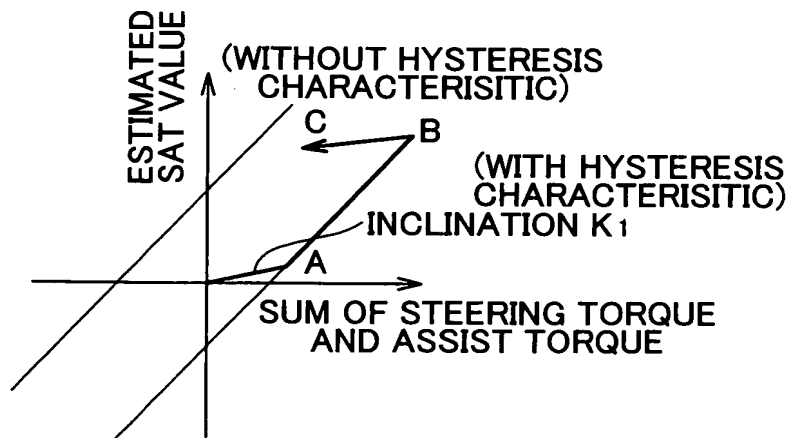 ESTIMATED
SAT VALUE
(WITHOUT HYSTERESIS
CHARACTERISITIC)
C
B
(WITH HYSTERESIS
CHARACTERISITIC)
INCLINATION K1
A
SUM OF STEERING TORQUE
AND ASSIST TORQUE